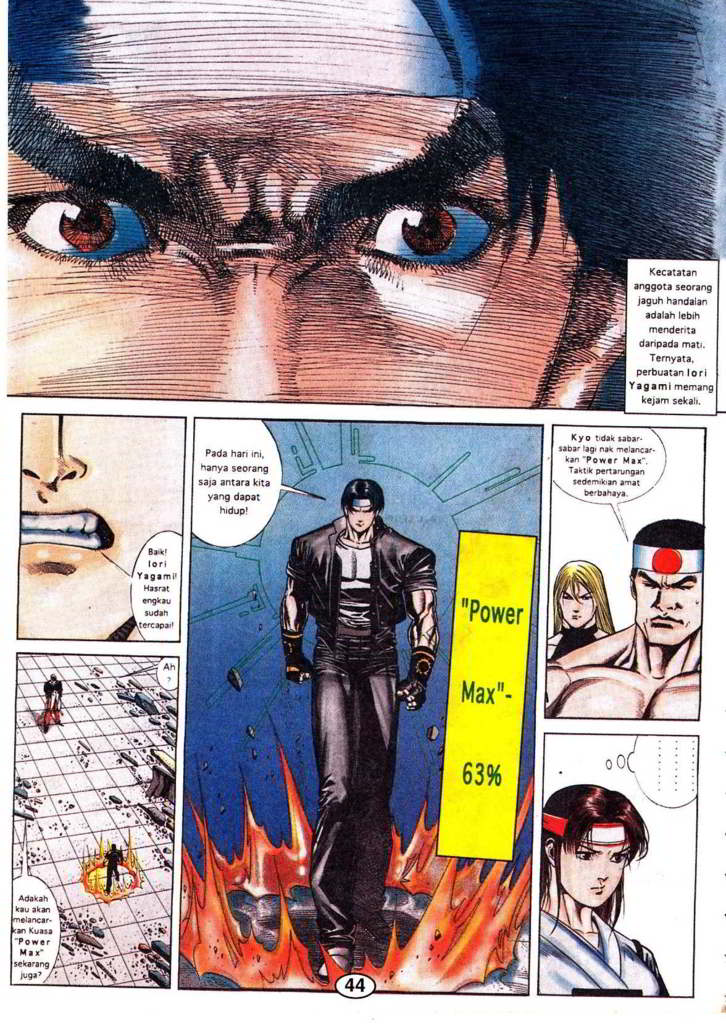 Kecatatan
anggota seorang
jaguh handalan
adalah lebih
menderita
daripada mati.
Ternyata,
perbuatan Iori
Yagami memang
kejam sekali.
Baik!
Iori
Yagami!
Hasrat
engkau
sudah
tercapai!
Pada hari ini,
hanya seorang
saja antara kita
yang dapat
hidup!
"Power
Max"-
63%
Kyo tidak sabar-
sabar lagi nak melancar-
kan "Power Max".
Taktik pertarungan
sedemikian amat
berbahaya.
Ah
?
Adakah
kau akan
melancar-
kan Kuasa
"Power
Max"
sekarang
juga?
44